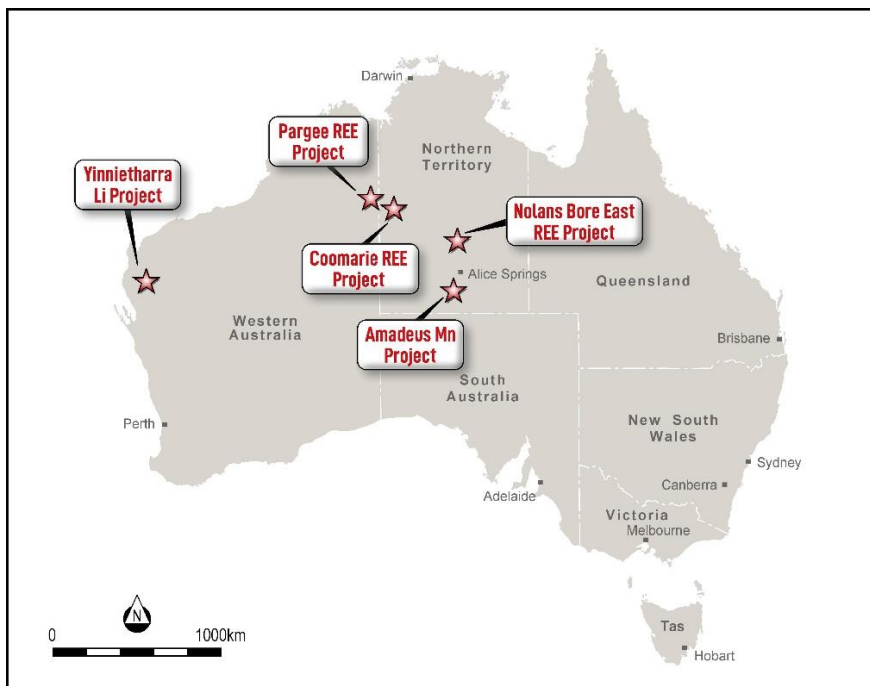 Darwin
Pargee REE
Project
Northern
Territory
Yinnietharra
Li Project
Nolans Bore East
REE Project
Coomarie REE
Project
Alice Springs
Queensland
Western
Australia
Amadeus Mn
Project
Brisbane
South
Australia
Perth
New South
Wales
Sydney
Canberra
Adelaide
Victoria
Melbourne
N
0 1000km
Tas
Hobart